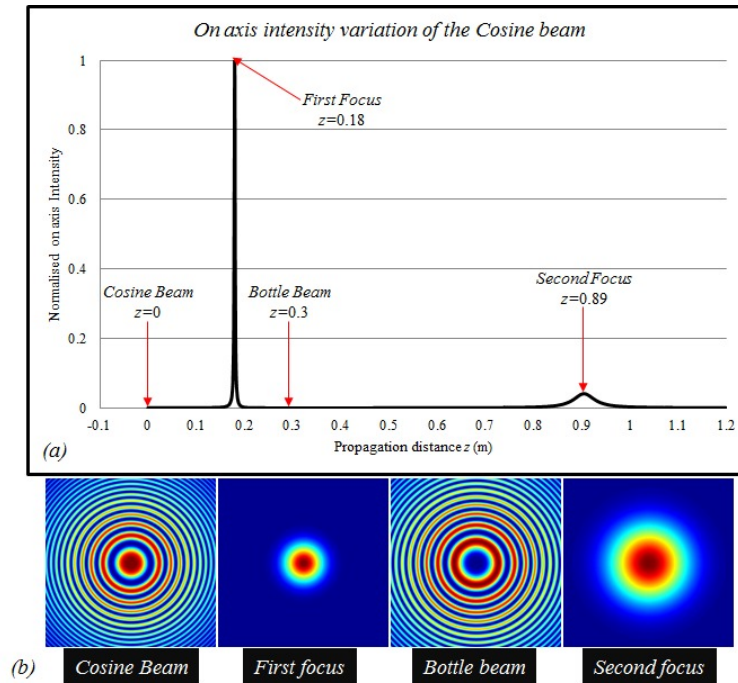 On axis intensity variation of the Cosine beam
Normalised on axis Intensity
1
0.8
0.6
0.4
0.2
0
First Focus
z=0.18
Cosine Beam
z=0
Bottle Beam
z=0.3
Second Focus
z=0.89
-0.1 0 0.1 0.2 0.3 0.4 0.5 0.6 0.7 0.8 0.9 1 1.1 1.2
(a)
Propagation distance z (m)
(b) Cosine Beam First focus Bottle beam Second focus